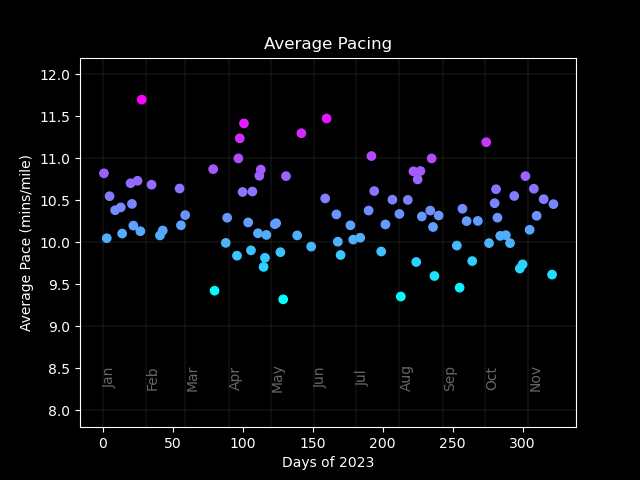 Average Pacing
Average Pace (mins/mile)
12.0
11.5
11.0
10.5
10.0
9.5
9.0
8.5
8.0
Jan
Feb
Mar
Apr
May
Jun
Jul
Aug
Sep
Oct
Nov
0 50 100 150 200 250 300
Days of 2023